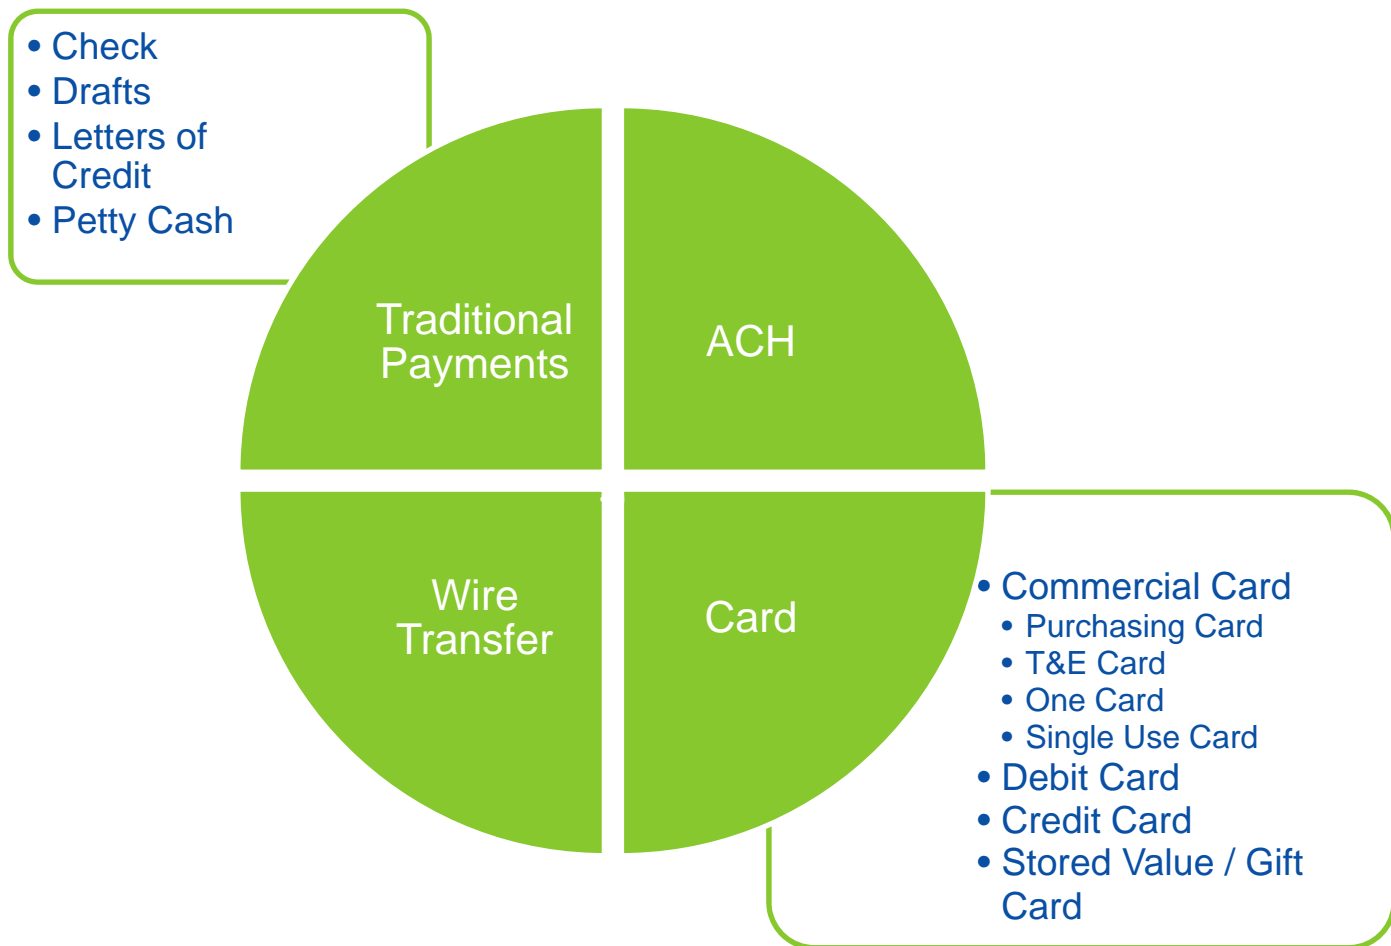 • Check
• Drafts
• Letters of
Credit
• Petty Cash
Traditional
Payments
ACH
Wire
Transfer
Card
• Commercial Card
• Purchasing Card
• T&E Card
• One Card
• Single Use Card
• Debit Card
• Credit Card
• Stored Value / Gift
Card